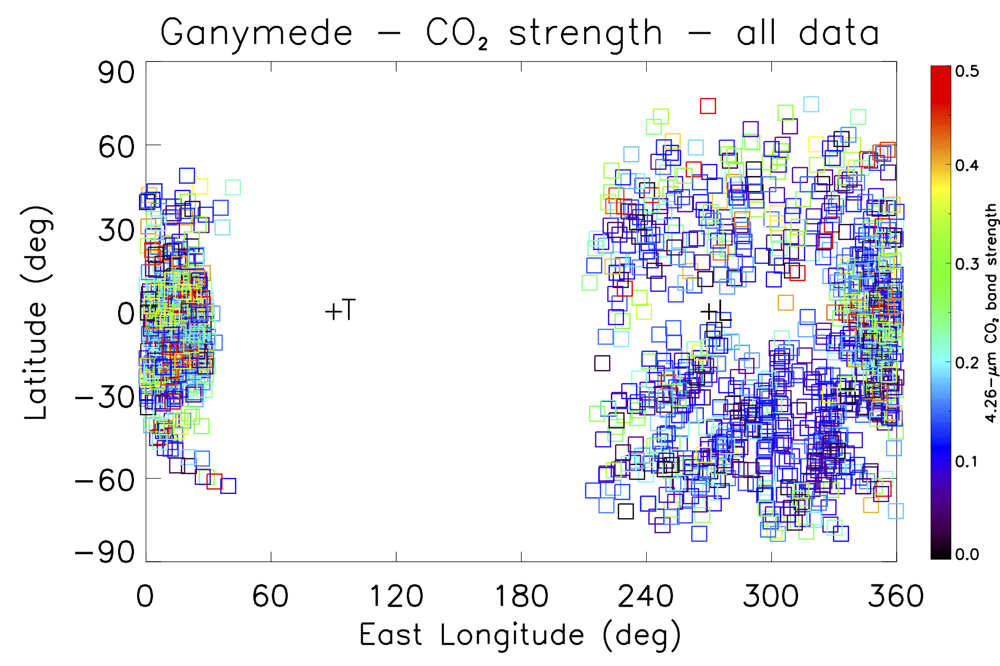 Ganymede – CO₂ strength – all data
90
60
30
0
−30
−60
−90
Latitude (deg)
+T
+L
0 60 120 180 240 300 360
East Longitude (deg)
0.5
0.4
0.3
0.2
0.1
0.0
4.26−μm CO₂ band strength